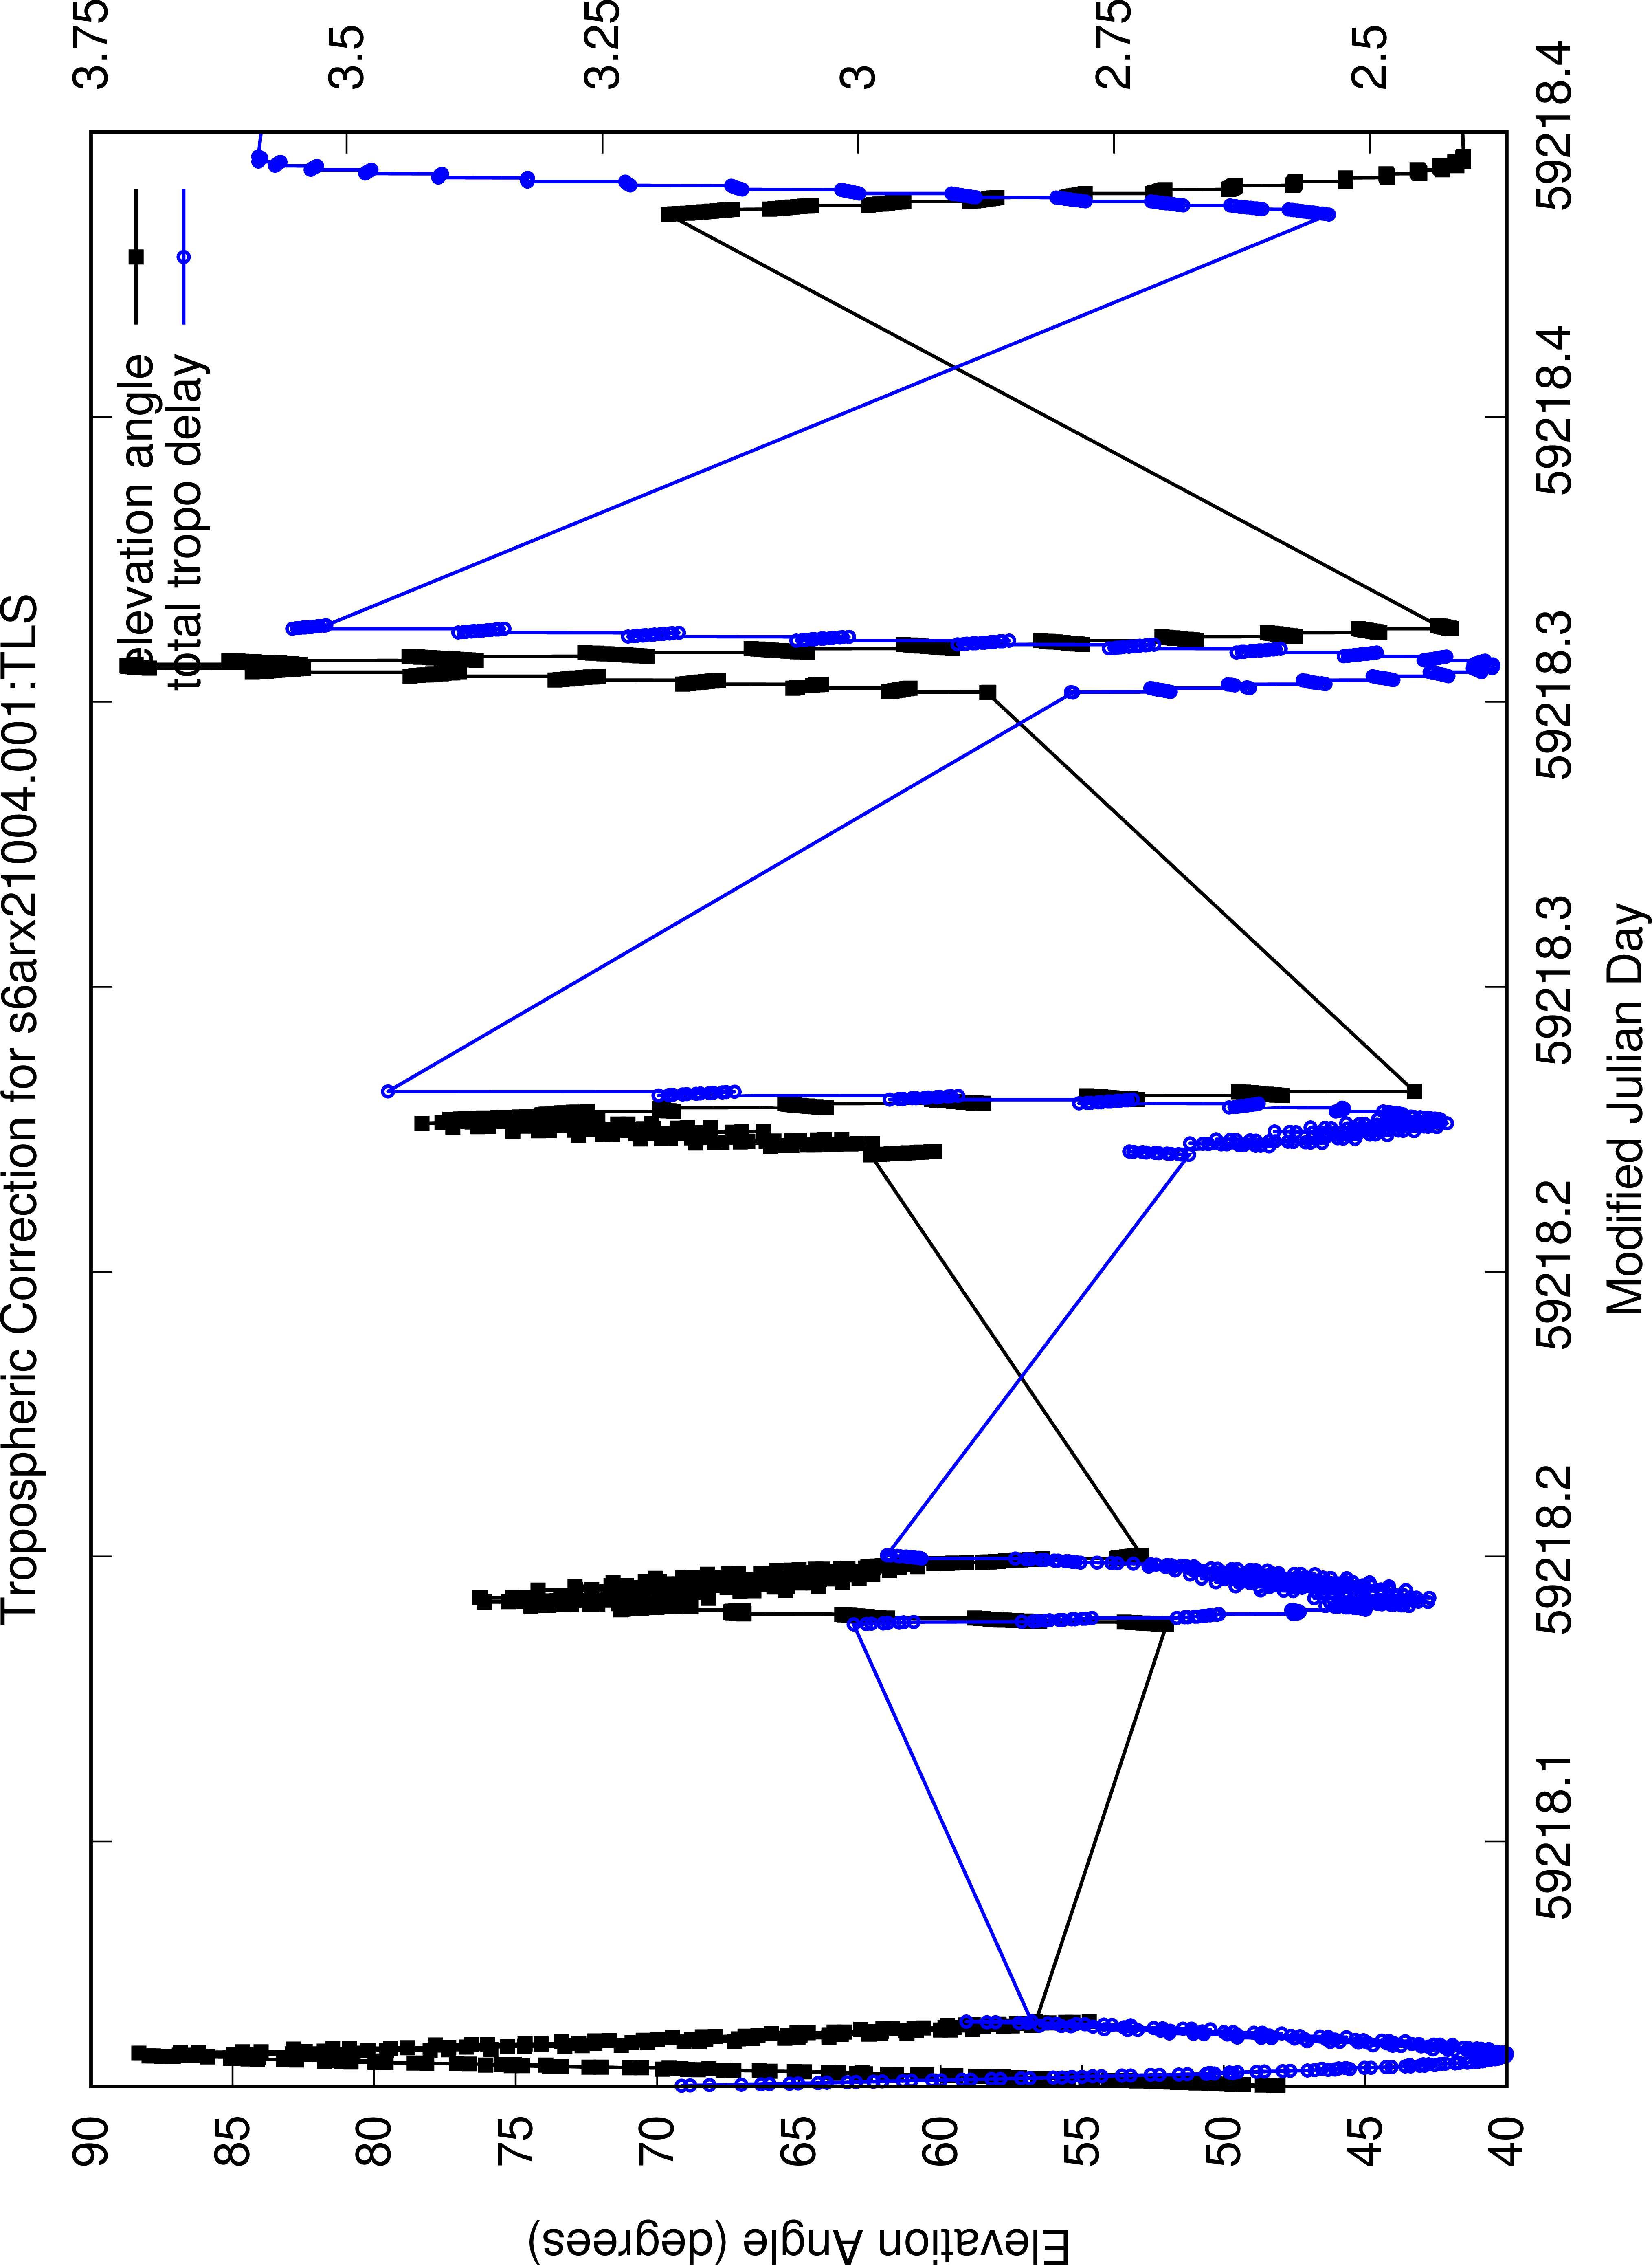 Tropospheric Correction for s6arx21004.001:TLS
elevation angle
total tropo delay
90
85
80
75
70
65
60
55
50
45
40
Elevation Angle (degrees)
3.75
3.5
3.25
3
2.75
2.5
59218.1 59218.2 59218.2 59218.3 59218.3 59218.4 59218.4
Modified Julian Day